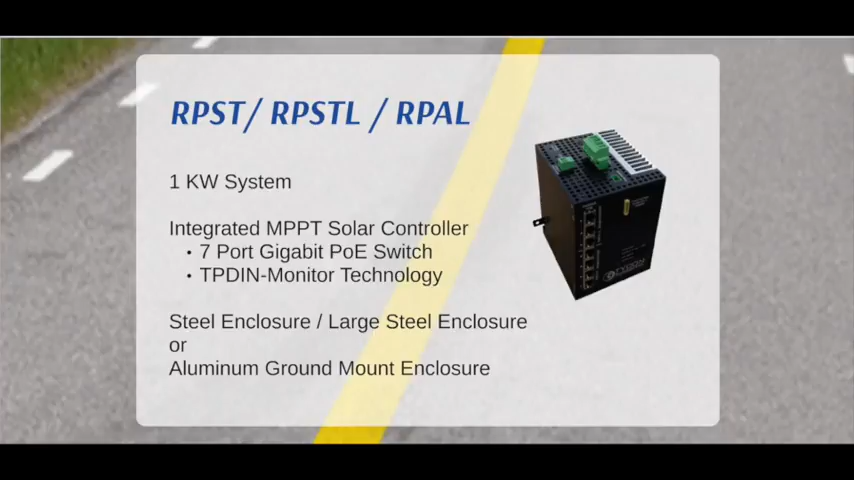 RPST/ RPSTL / RPAL
1 KW System
Integrated MPPT Solar Controller
• 7 Port Gigabit PoE Switch
• TPDIN-Monitor Technology
Steel Enclosure / Large Steel Enclosure
or
Aluminum Ground Mount Enclosure
TYCON